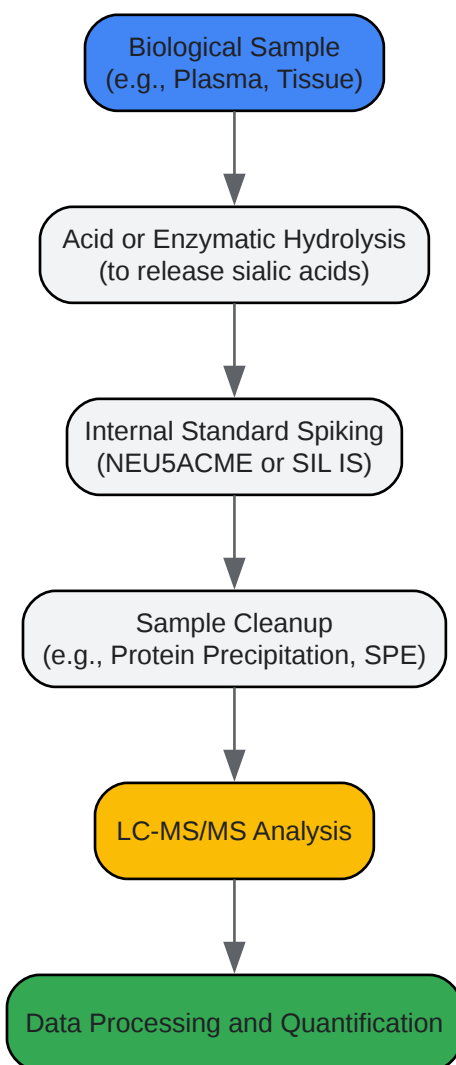 Biological Sample
(e.g., Plasma, Tissue)
Acid or Enzymatic Hydrolysis
(to release sialic acids)
Internal Standard Spiking
(NEU5ACME or SIL IS)
Sample Cleanup
(e.g., Protein Precipitation, SPE)
LC-MS/MS Analysis
Data Processing and Quantification